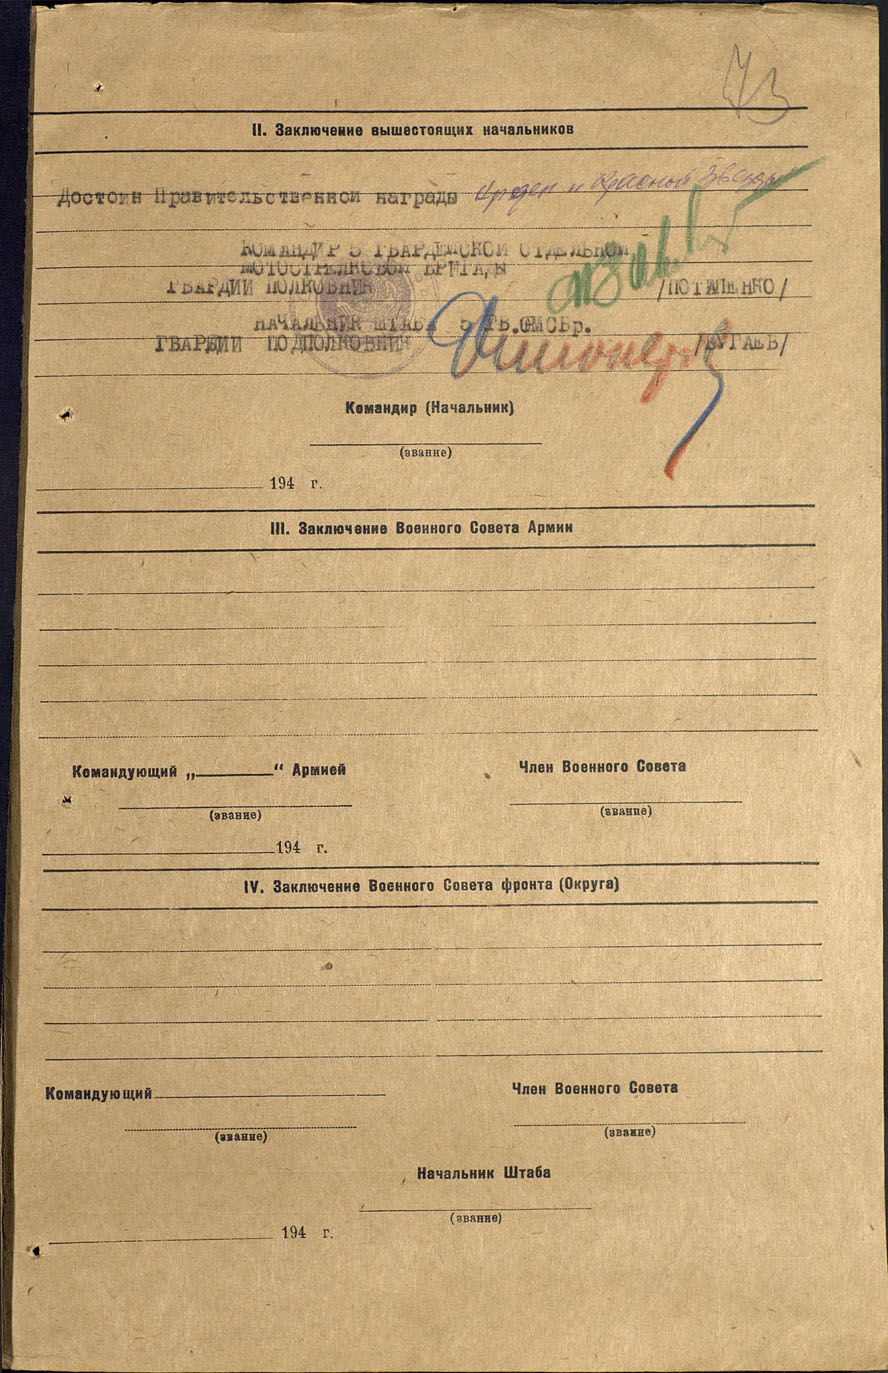 73
II. Заключение вышестоящих начальников
Достоин Правительственной награды Орден и Красной Звезды
КОМАНДИР 5 ГВАРДЕЙСКОЙ ОТДЕЛЬНОЙ
МОТОСТРЕЛКОВОЙ БРИГАДЫ
ГВАРДИИ ПОЛКОВНИК /ПОТАПЕНКО/
НАЧАЛЬНИК ШТАБА 5 ГВ.ОМСБр.
ГВАРДИИ ПОДПОЛКОВНИК /БУГАЕВ/
Командир (Начальник)
(звание)
194 г.
III. Заключение Военного Совета Армии
Командующий „ “ Армией Член Военного Совета
(звание) (звание)
194 г.
IV. Заключение Военного Совета фронта (Округа)
Командующий Член Военного Совета
(звание) (звание)
Начальник Штаба
(звание)
194 г.